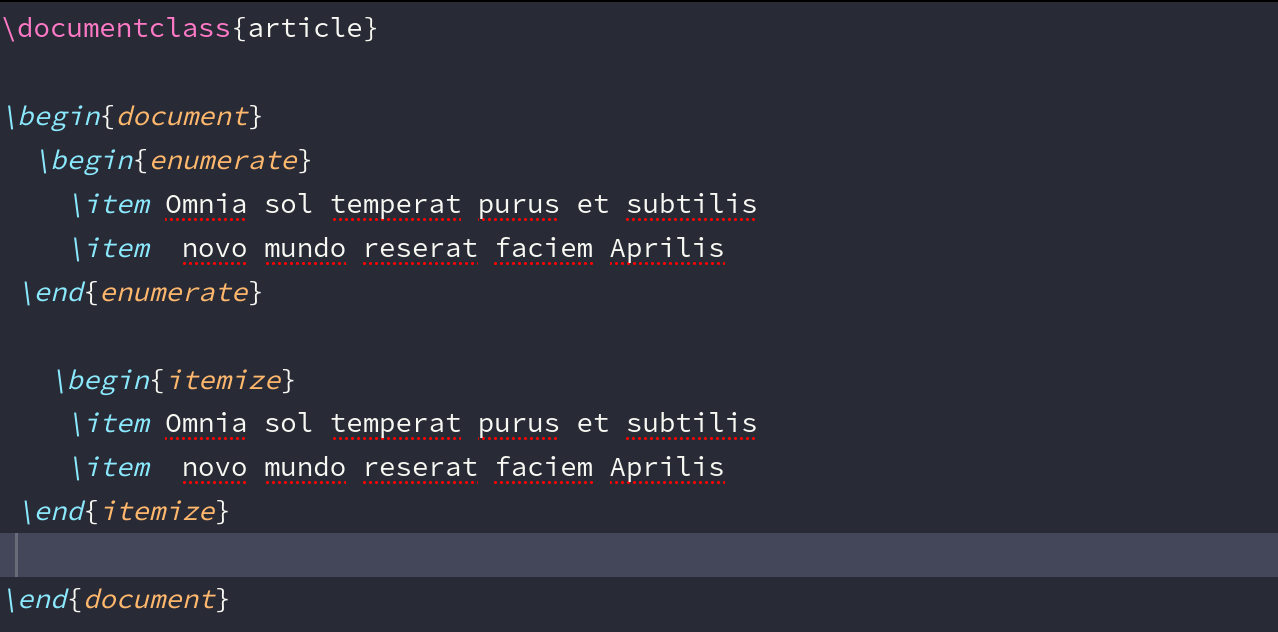 \documentclass{article}

\begin{document}
  \begin{enumerate}
    \item Omnia sol temperat purus et subtilis
    \item  novo mundo reserat faciem Aprilis
 \end{enumerate}

   \begin{itemize}
    \item Omnia sol temperat purus et subtilis
    \item  novo mundo reserat faciem Aprilis
 \end{itemize}

\end{document}